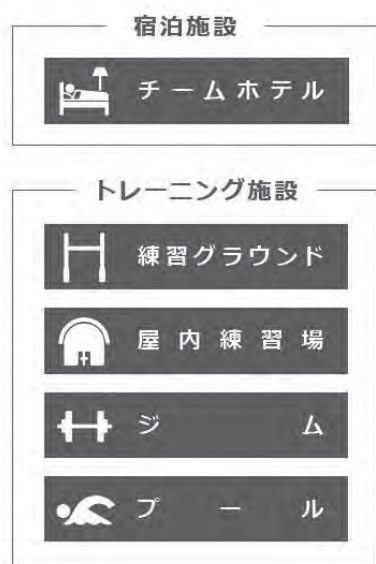 宿泊施設
チームホテル
トレーニング施設
練習グラウンド
屋内練習場
ジム
プール